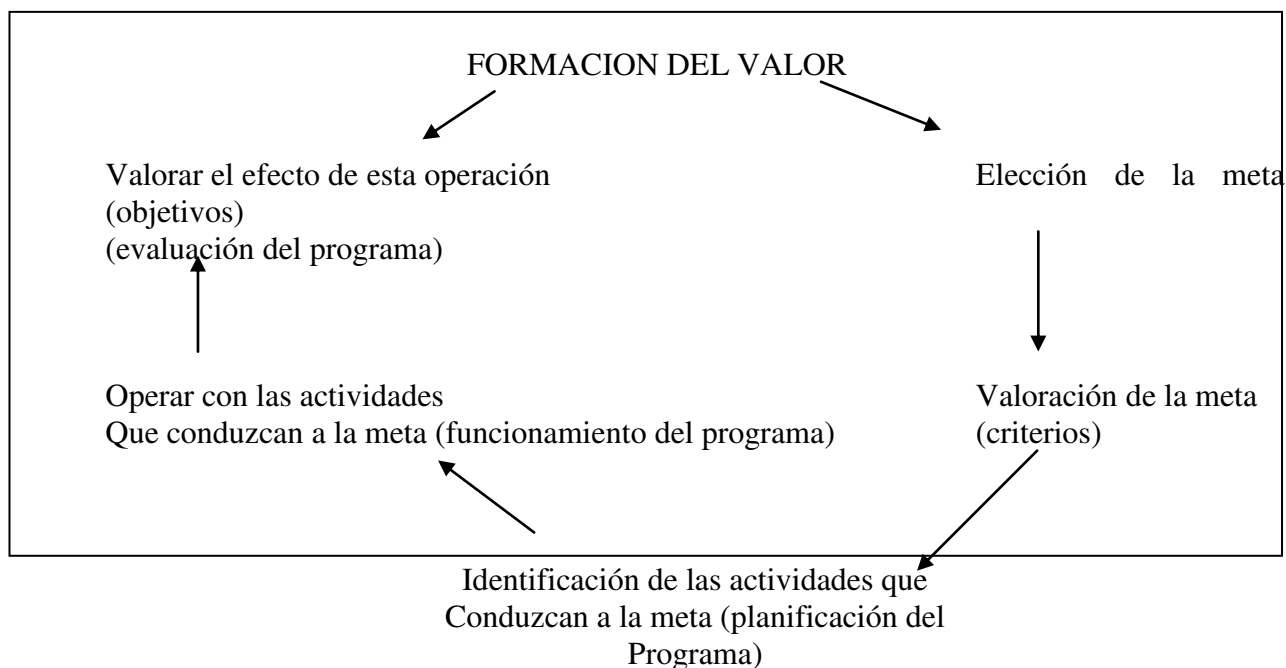 FORMACION DEL VALOR
Valorar el efecto de esta operación
(objetivos)
(evaluación del programa)
Elección de la meta
Operar con las actividades
Que conduzcan a la meta (funcionamiento del programa)
Valoración de la meta
(criterios)
Identificación de las actividades que
Conduzcan a la meta (planificación del
Programa)